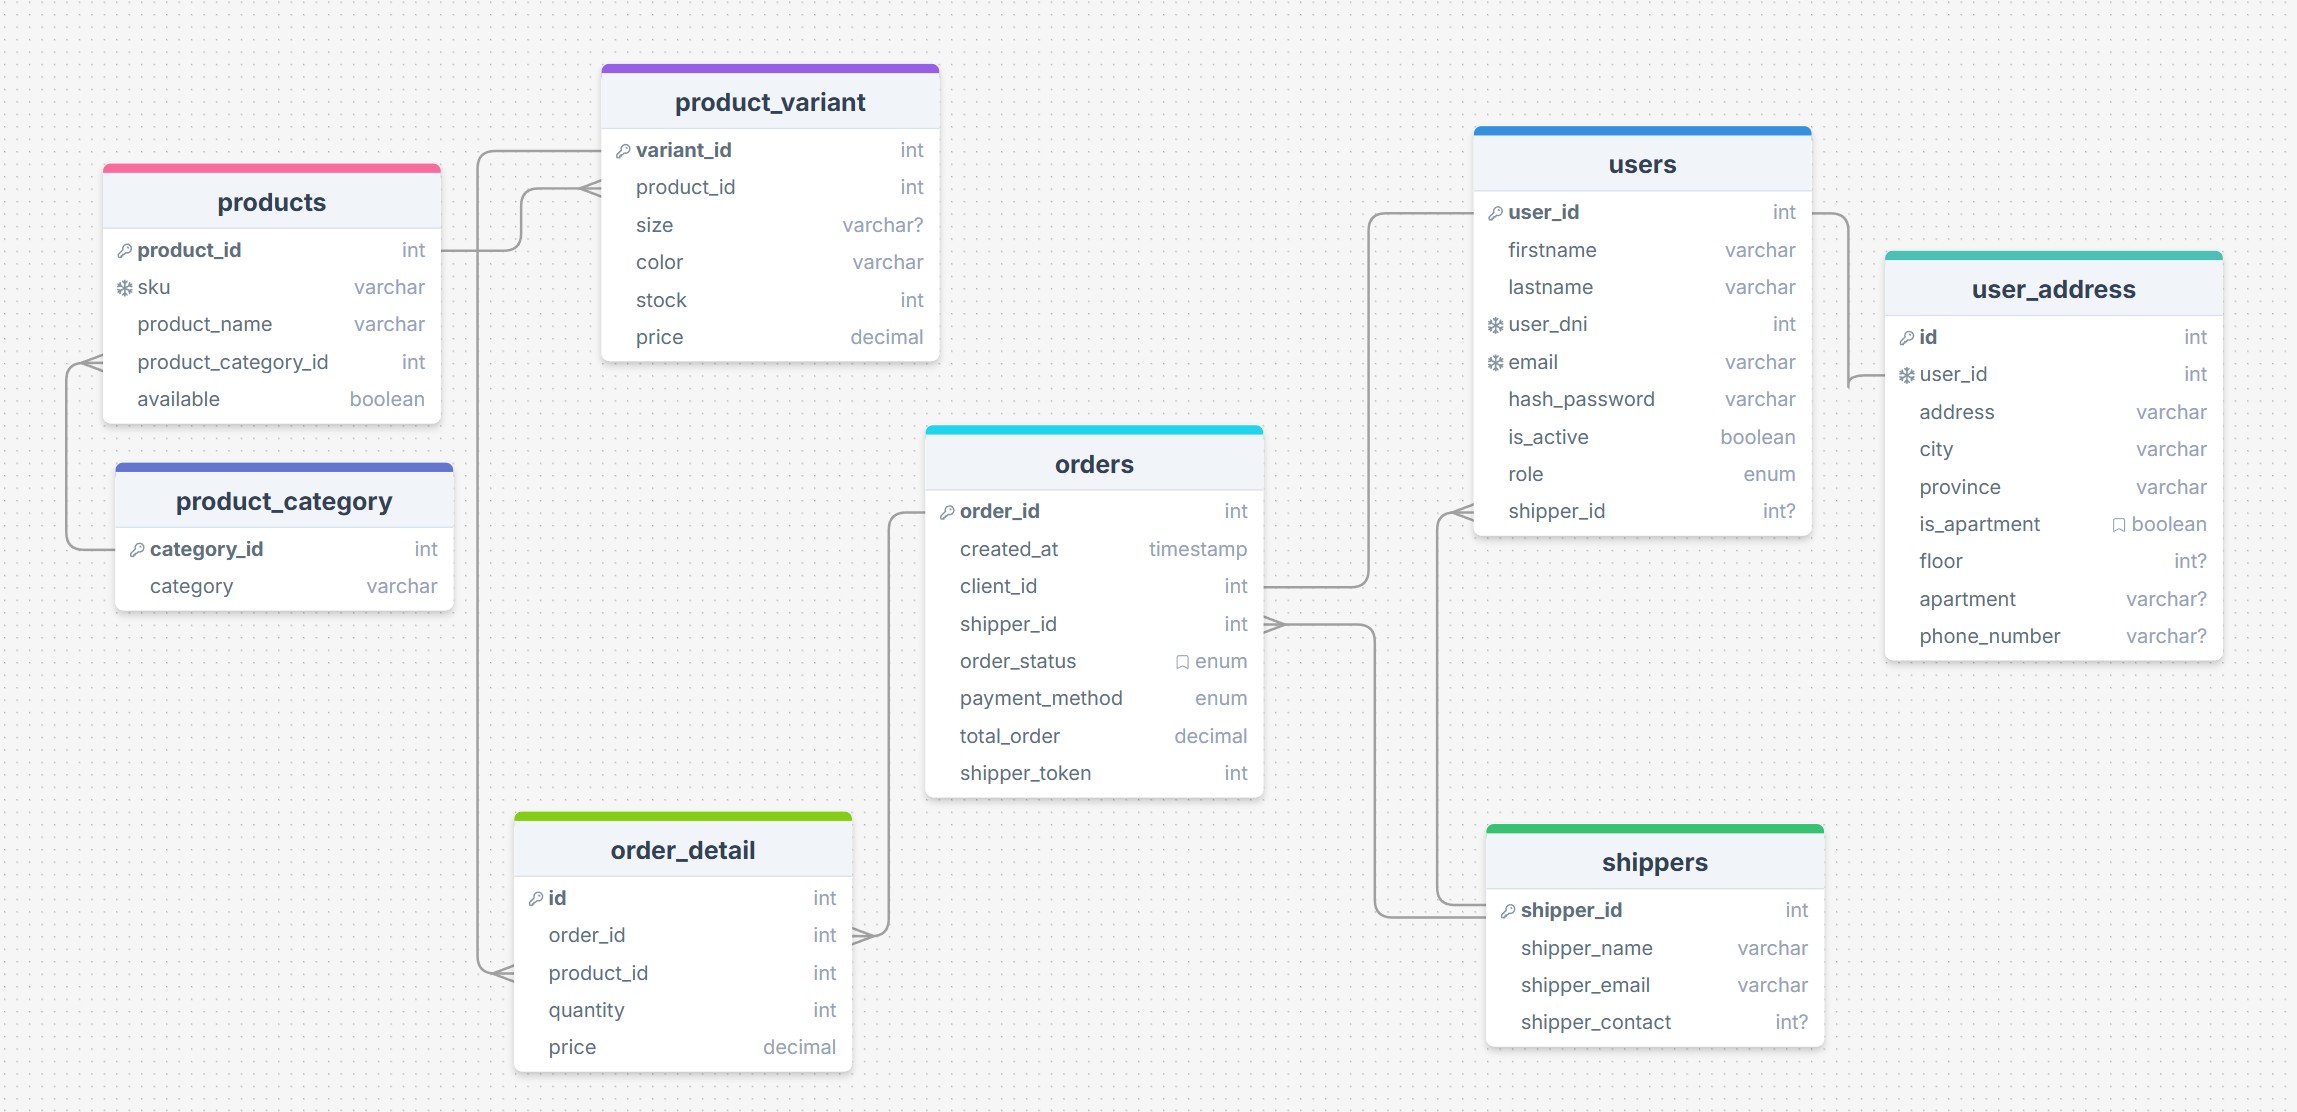 product_variant
variant_id int
product_id int
size varchar?
color varchar
stock int
price decimal
products
product_id int
sku varchar
product_name varchar
product_category_id int
available boolean
product_category
category_id int
category varchar
users
user_id int
firstname varchar
lastname varchar
user_dni int
email varchar
hash_password varchar
is_active boolean
role enum
shipper_id int?
user_address
id int
user_id int
address varchar
city varchar
province varchar
is_apartment boolean
floor int?
apartment varchar?
phone_number varchar?
orders
order_id int
created_at timestamp
client_id int
shipper_id int
order_status enum
payment_method enum
total_order decimal
shipper_token int
order_detail
id int
order_id int
product_id int
quantity int
price decimal
shippers
shipper_id int
shipper_name varchar
shipper_email varchar
shipper_contact int?